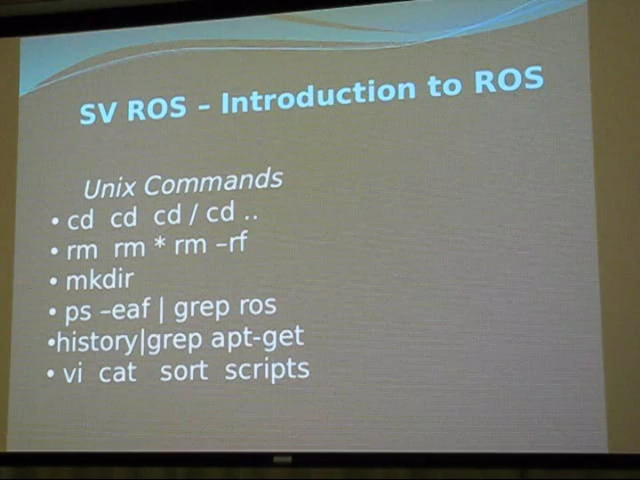 SV ROS – Introduction to ROS
Unix Commands
• cd cd cd / cd ..
• rm rm * rm –rf
• mkdir
• ps –eaf | grep ros
•history|grep apt-get
• vi cat sort scripts